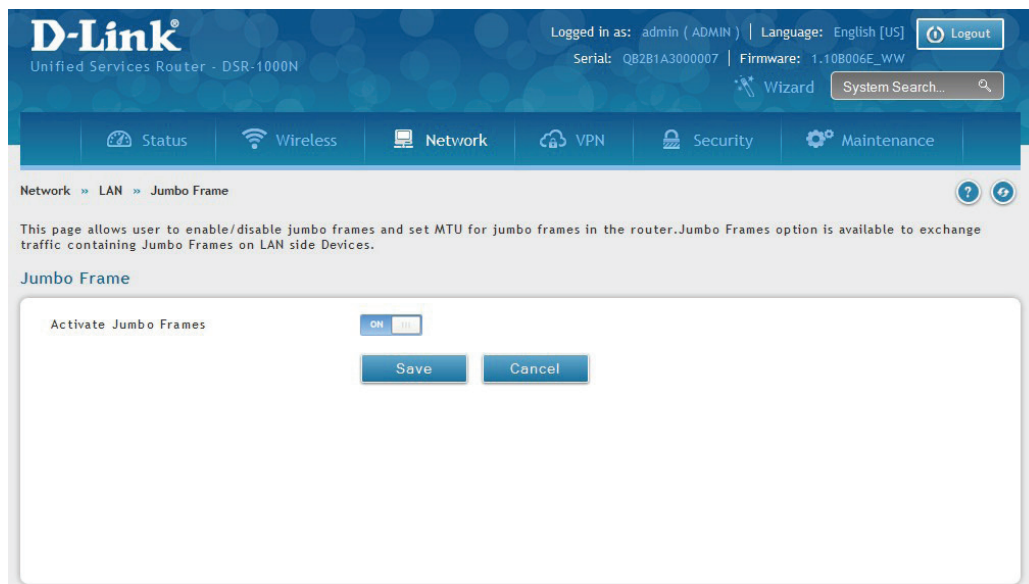 D-Link®
Logged in as: admin ( ADMIN ) | Language: English [US]
Logout
Unified Services Router - DSR-1000N
Serial: QB2B1A3000007 | Firmware: 1.10B006E_WW
Wizard
System Search...
Status
Wireless
Network
VPN
Security
Maintenance
Network » LAN » Jumbo Frame
?
This page allows user to enable/disable jumbo frames and set MTU for jumbo frames in the router.Jumbo Frames option is available to exchange
traffic containing Jumbo Frames on LAN side Devices.
Jumbo Frame
Activate Jumbo Frames
ON
Save
Cancel